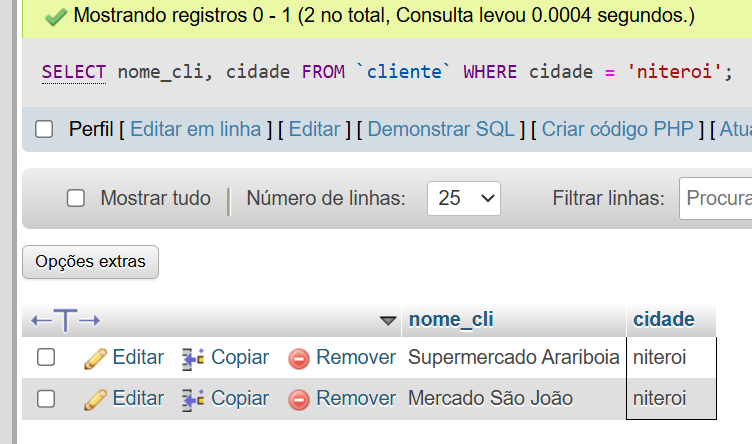 Mostrando registros 0 - 1 (2 no total, Consulta levou 0.0004 segundos.)
SELECT nome_cli, cidade FROM `cliente` WHERE cidade = 'niteroi';
Perfil [ Editar em linha ] [ Editar ] [ Demonstrar SQL ] [ Criar código PHP ] [ Atua
Mostrar tudo | Número de linhas: 25 Filtrar linhas: Procura
Opções extras
←T→ nome_cli cidade
Editar Copiar Remover Supermercado Arariboia niteroi
Editar Copiar Remover Mercado São João niteroi